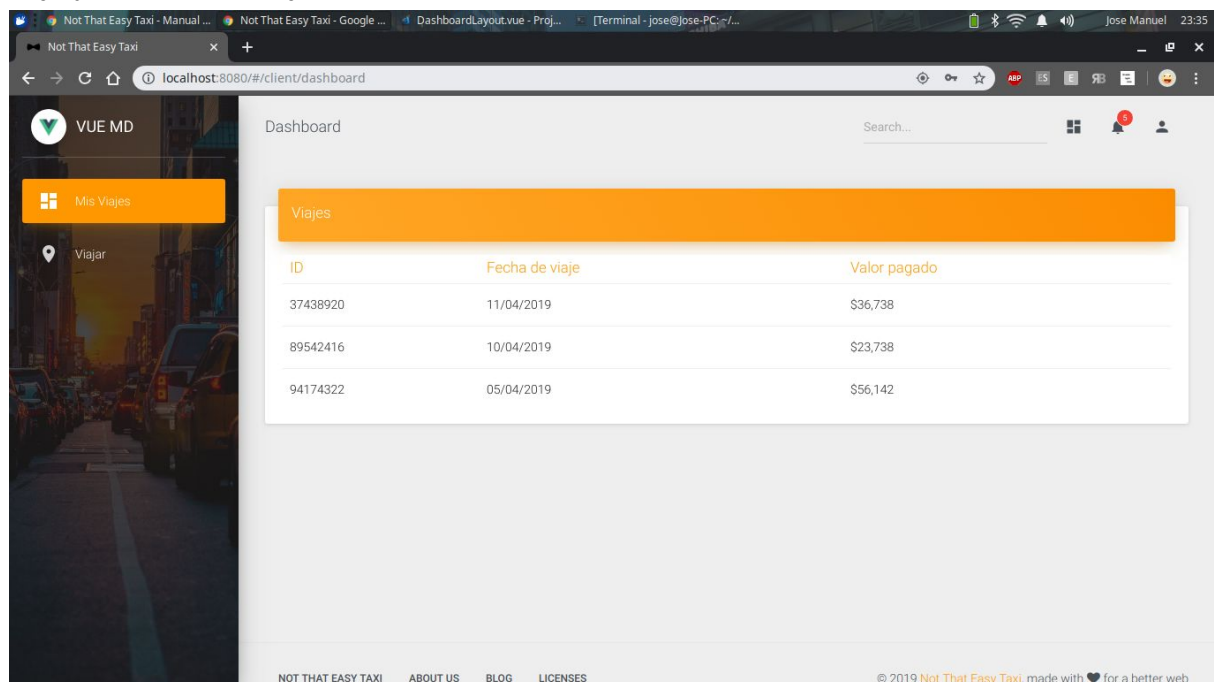 Not That Easy Taxi - Manual ... Not That Easy Taxi - Google ... DashboardLayout.vue - Proj... [Terminal - jose@Jose-PC: ~/... Jose Manuel 23:35
Not That Easy Taxi
localhost:8080/#/client/dashboard ABP ES E ЯB
VUE MD Dashboard Search... 5
Mis Viajes
Viajar
Viajes
ID Fecha de viaje Valor pagado
37438920 11/04/2019 $36,738
89542416 10/04/2019 $23,738
94174322 05/04/2019 $56,142
NOT THAT EASY TAXI ABOUT US BLOG LICENSES © 2019 Not That Easy Taxi, made with for a better web